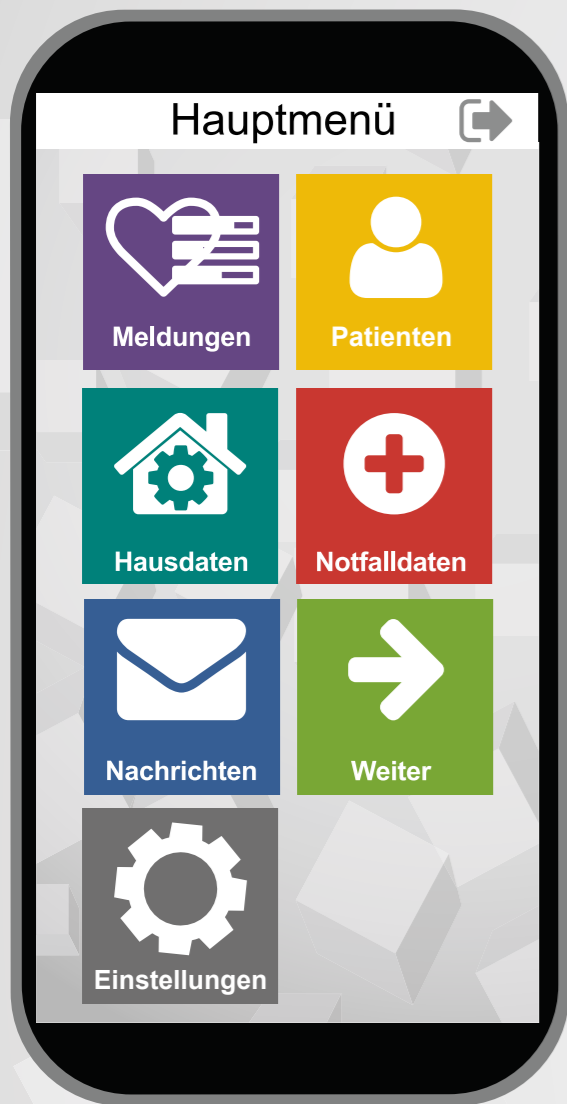 Hauptmenü
Meldungen
Patienten
Hausdaten
Notfalldaten
Nachrichten
Weiter
Einstellungen